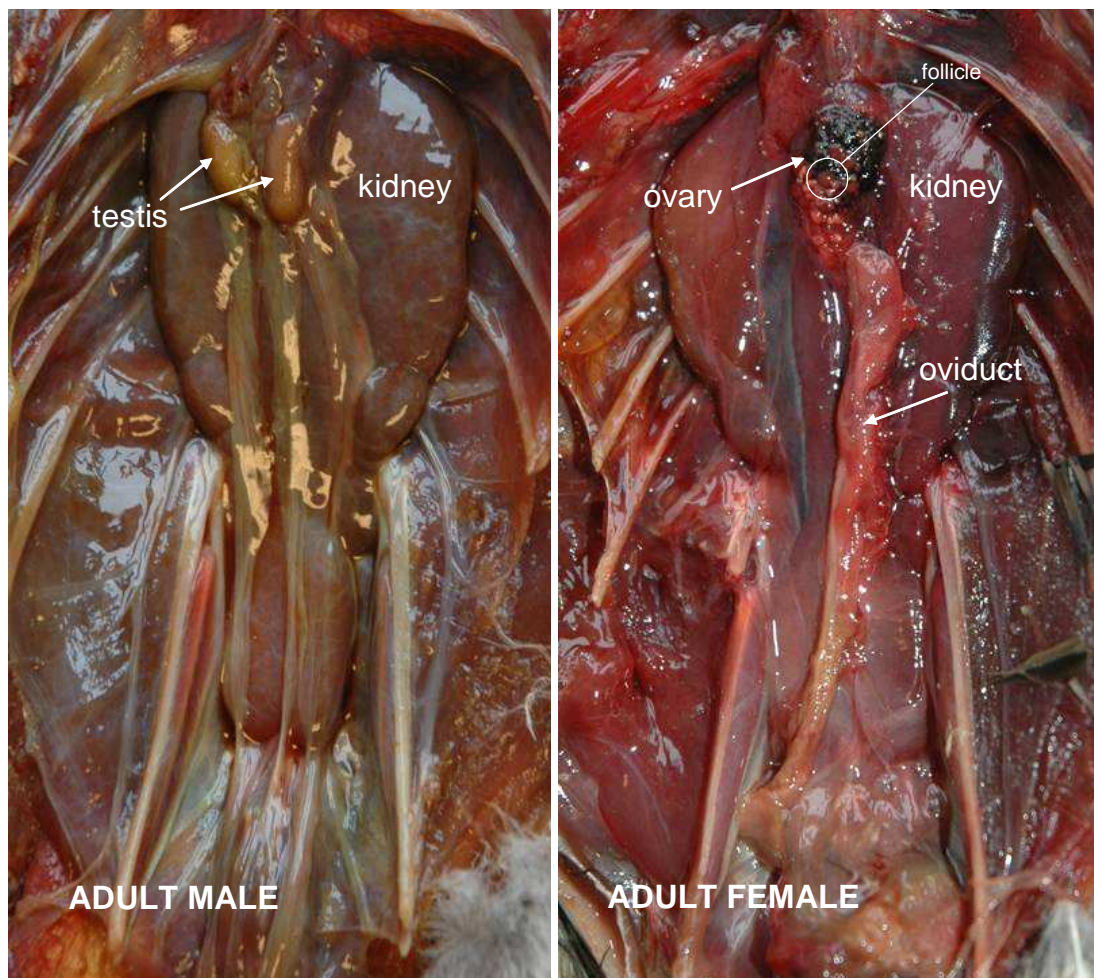 testis
kidney
ADULT MALE
follicle
ovary
kidney
oviduct
ADULT FEMALE